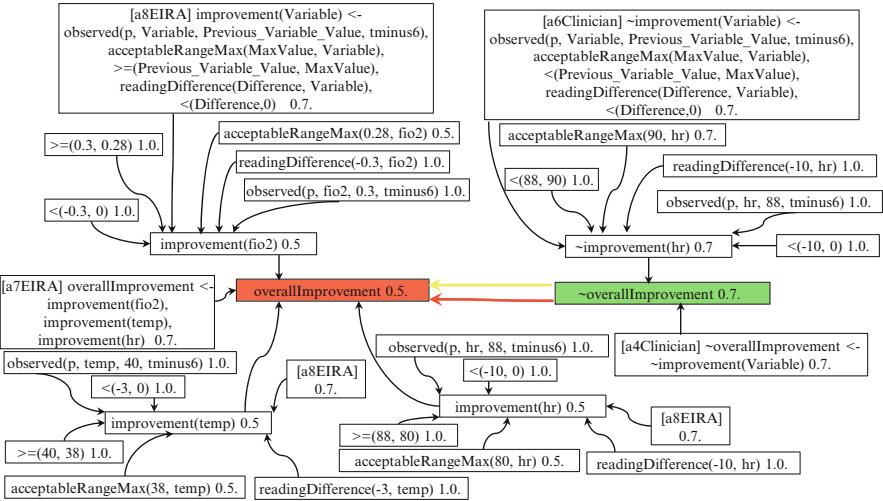 [a8EIRA] improvement(Variable) <-
observed(p, Variable, Previous_Variable_Value, tminus6),
acceptableRangeMax(MaxValue, Variable),
>=(Previous_Variable_Value, MaxValue),
readingDifference(Difference, Variable),
<(Difference,0) 0.7.
[a6Clinician] ~improvement(Variable) <-
observed(p, Variable, Previous_Variable_Value, tminus6),
acceptableRangeMax(MaxValue, Variable),
<(Previous_Variable_Value, MaxValue),
readingDifference(Difference, Variable),
<(Difference,0) 0.7.
>=(0.3, 0.28) 1.0.
acceptableRangeMax(0.28, fio2) 0.5.
readingDifference(-0.3, fio2) 1.0.
observed(p, fio2, 0.3, tminus6) 1.0.
<(-0.3, 0) 1.0.
improvement(fio2) 0.5
acceptableRangeMax(90, hr) 0.7.
readingDifference(-10, hr) 1.0.
<(88, 90) 1.0.
observed(p, hr, 88, tminus6) 1.0.
~improvement(hr) 0.7
<(-10, 0) 1.0.
[a7EIRA] overallImprovement <-
improvement(fio2),
improvement(temp),
improvement(hr) 0.7.
overallImprovement 0.5.
~overallImprovement 0.7.
[a4Clinician] ~overallImprovement <-
~improvement(Variable) 0.7.
observed(p, temp, 40, tminus6) 1.0.
<(-3, 0) 1.0.
[a8EIRA]
0.7.
improvement(temp) 0.5
>=(40, 38) 1.0.
acceptableRangeMax(38, temp) 0.5.
readingDifference(-3, temp) 1.0.
observed(p, hr, 88, tminus6) 1.0.
<(-10, 0) 1.0.
improvement(hr) 0.5
[a8EIRA]
0.7.
>=(88, 80) 1.0.
acceptableRangeMax(80, hr) 0.5.
readingDifference(-10, hr) 1.0.